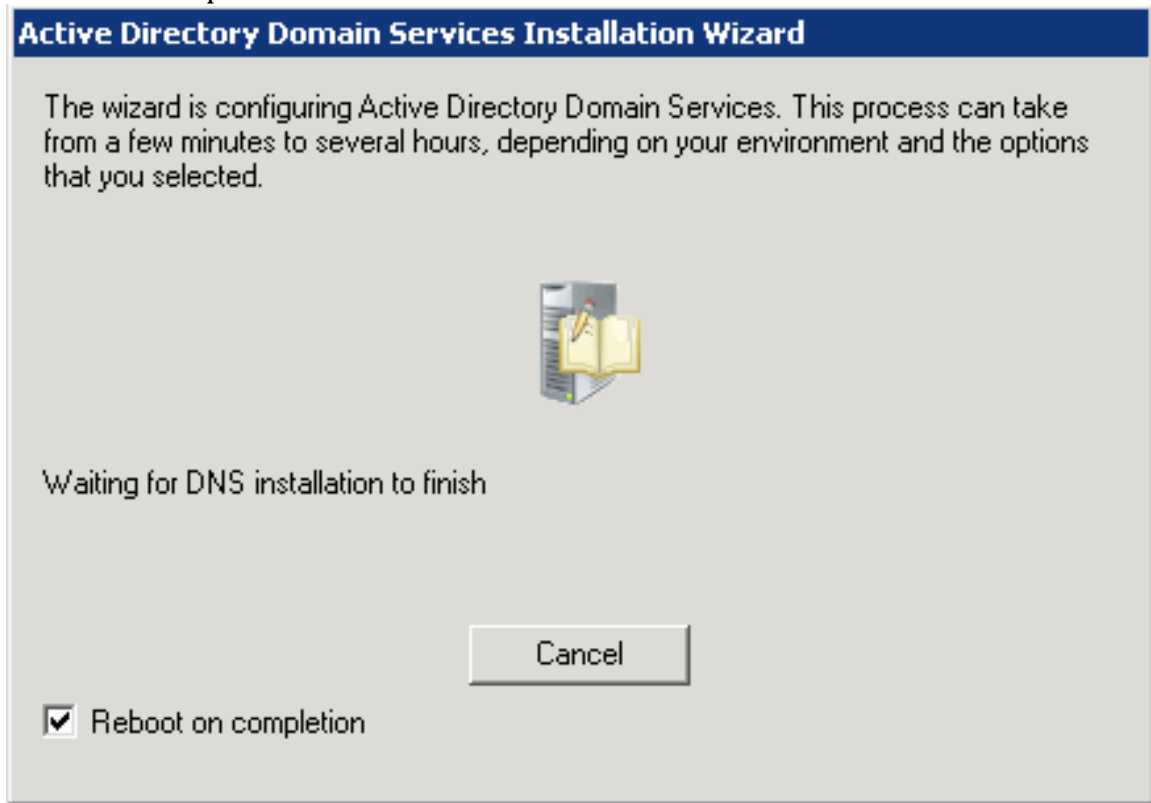 Active Directory Domain Services Installation Wizard
The wizard is configuring Active Directory Domain Services. This process can take
from a few minutes to several hours, depending on your environment and the options
that you selected.
Waiting for DNS installation to finish
Cancel
Reboot on completion